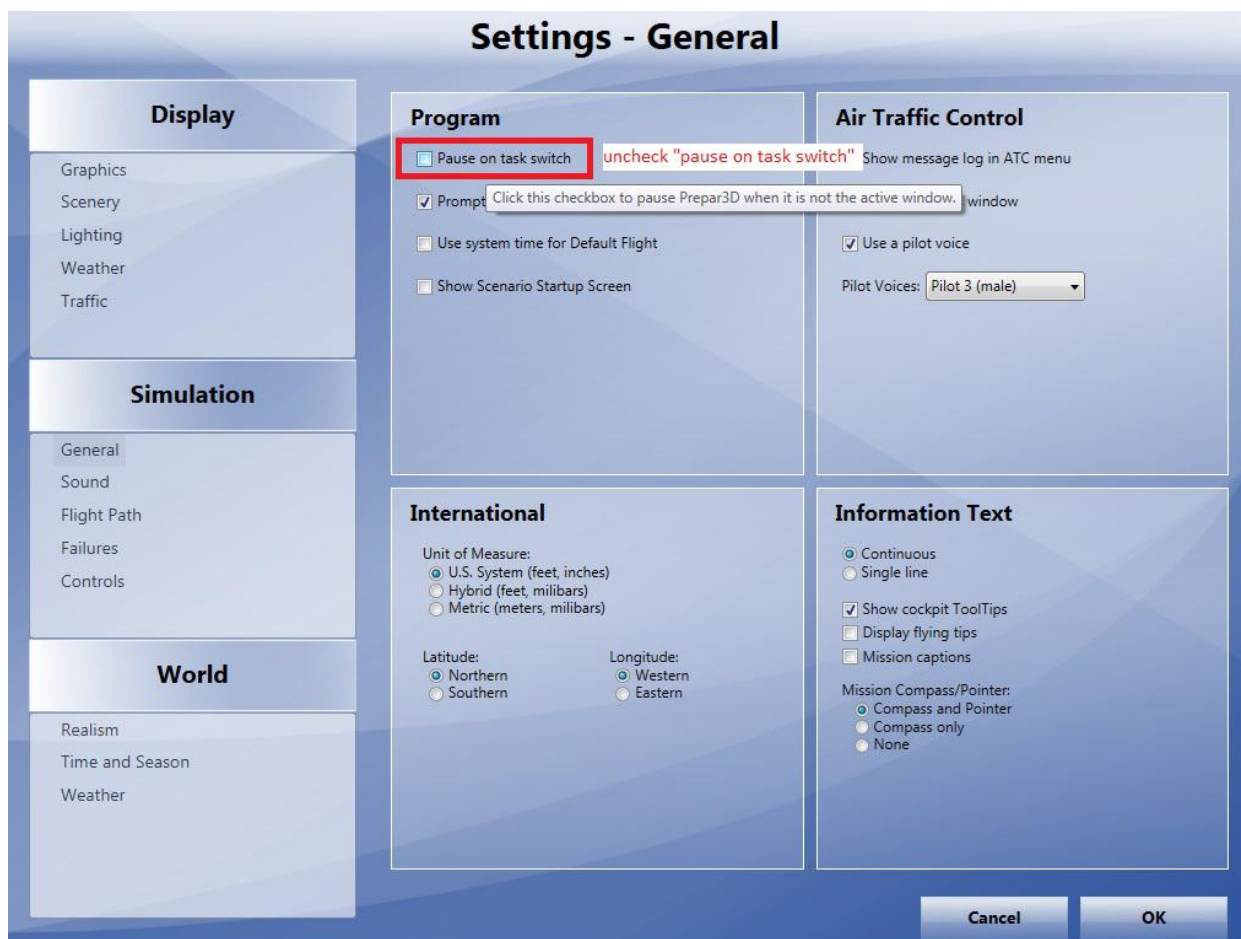 Settings - General
Display
Graphics
Scenery
Lighting
Weather
Traffic
Simulation
General
Sound
Flight Path
Failures
Controls
World
Realism
Time and Season
Weather
Program
Pause on task switch
uncheck "pause on task switch"
Click this checkbox to pause Prepar3D when it is not the active window.
Prompt
Use system time for Default Flight
Show Scenario Startup Screen
Air Traffic Control
Show message log in ATC menu
window
Use a pilot voice
Pilot Voices: Pilot 3 (male)
International
Unit of Measure:
U.S. System (feet, inches)
Hybrid (feet, milibars)
Metric (meters, milibars)
Latitude: Longitude:
Northern Western
Southern Eastern
Information Text
Continuous
Single line
Show cockpit ToolTips
Display flying tips
Mission captions
Mission Compass/Pointer:
Compass and Pointer
Compass only
None
Cancel OK